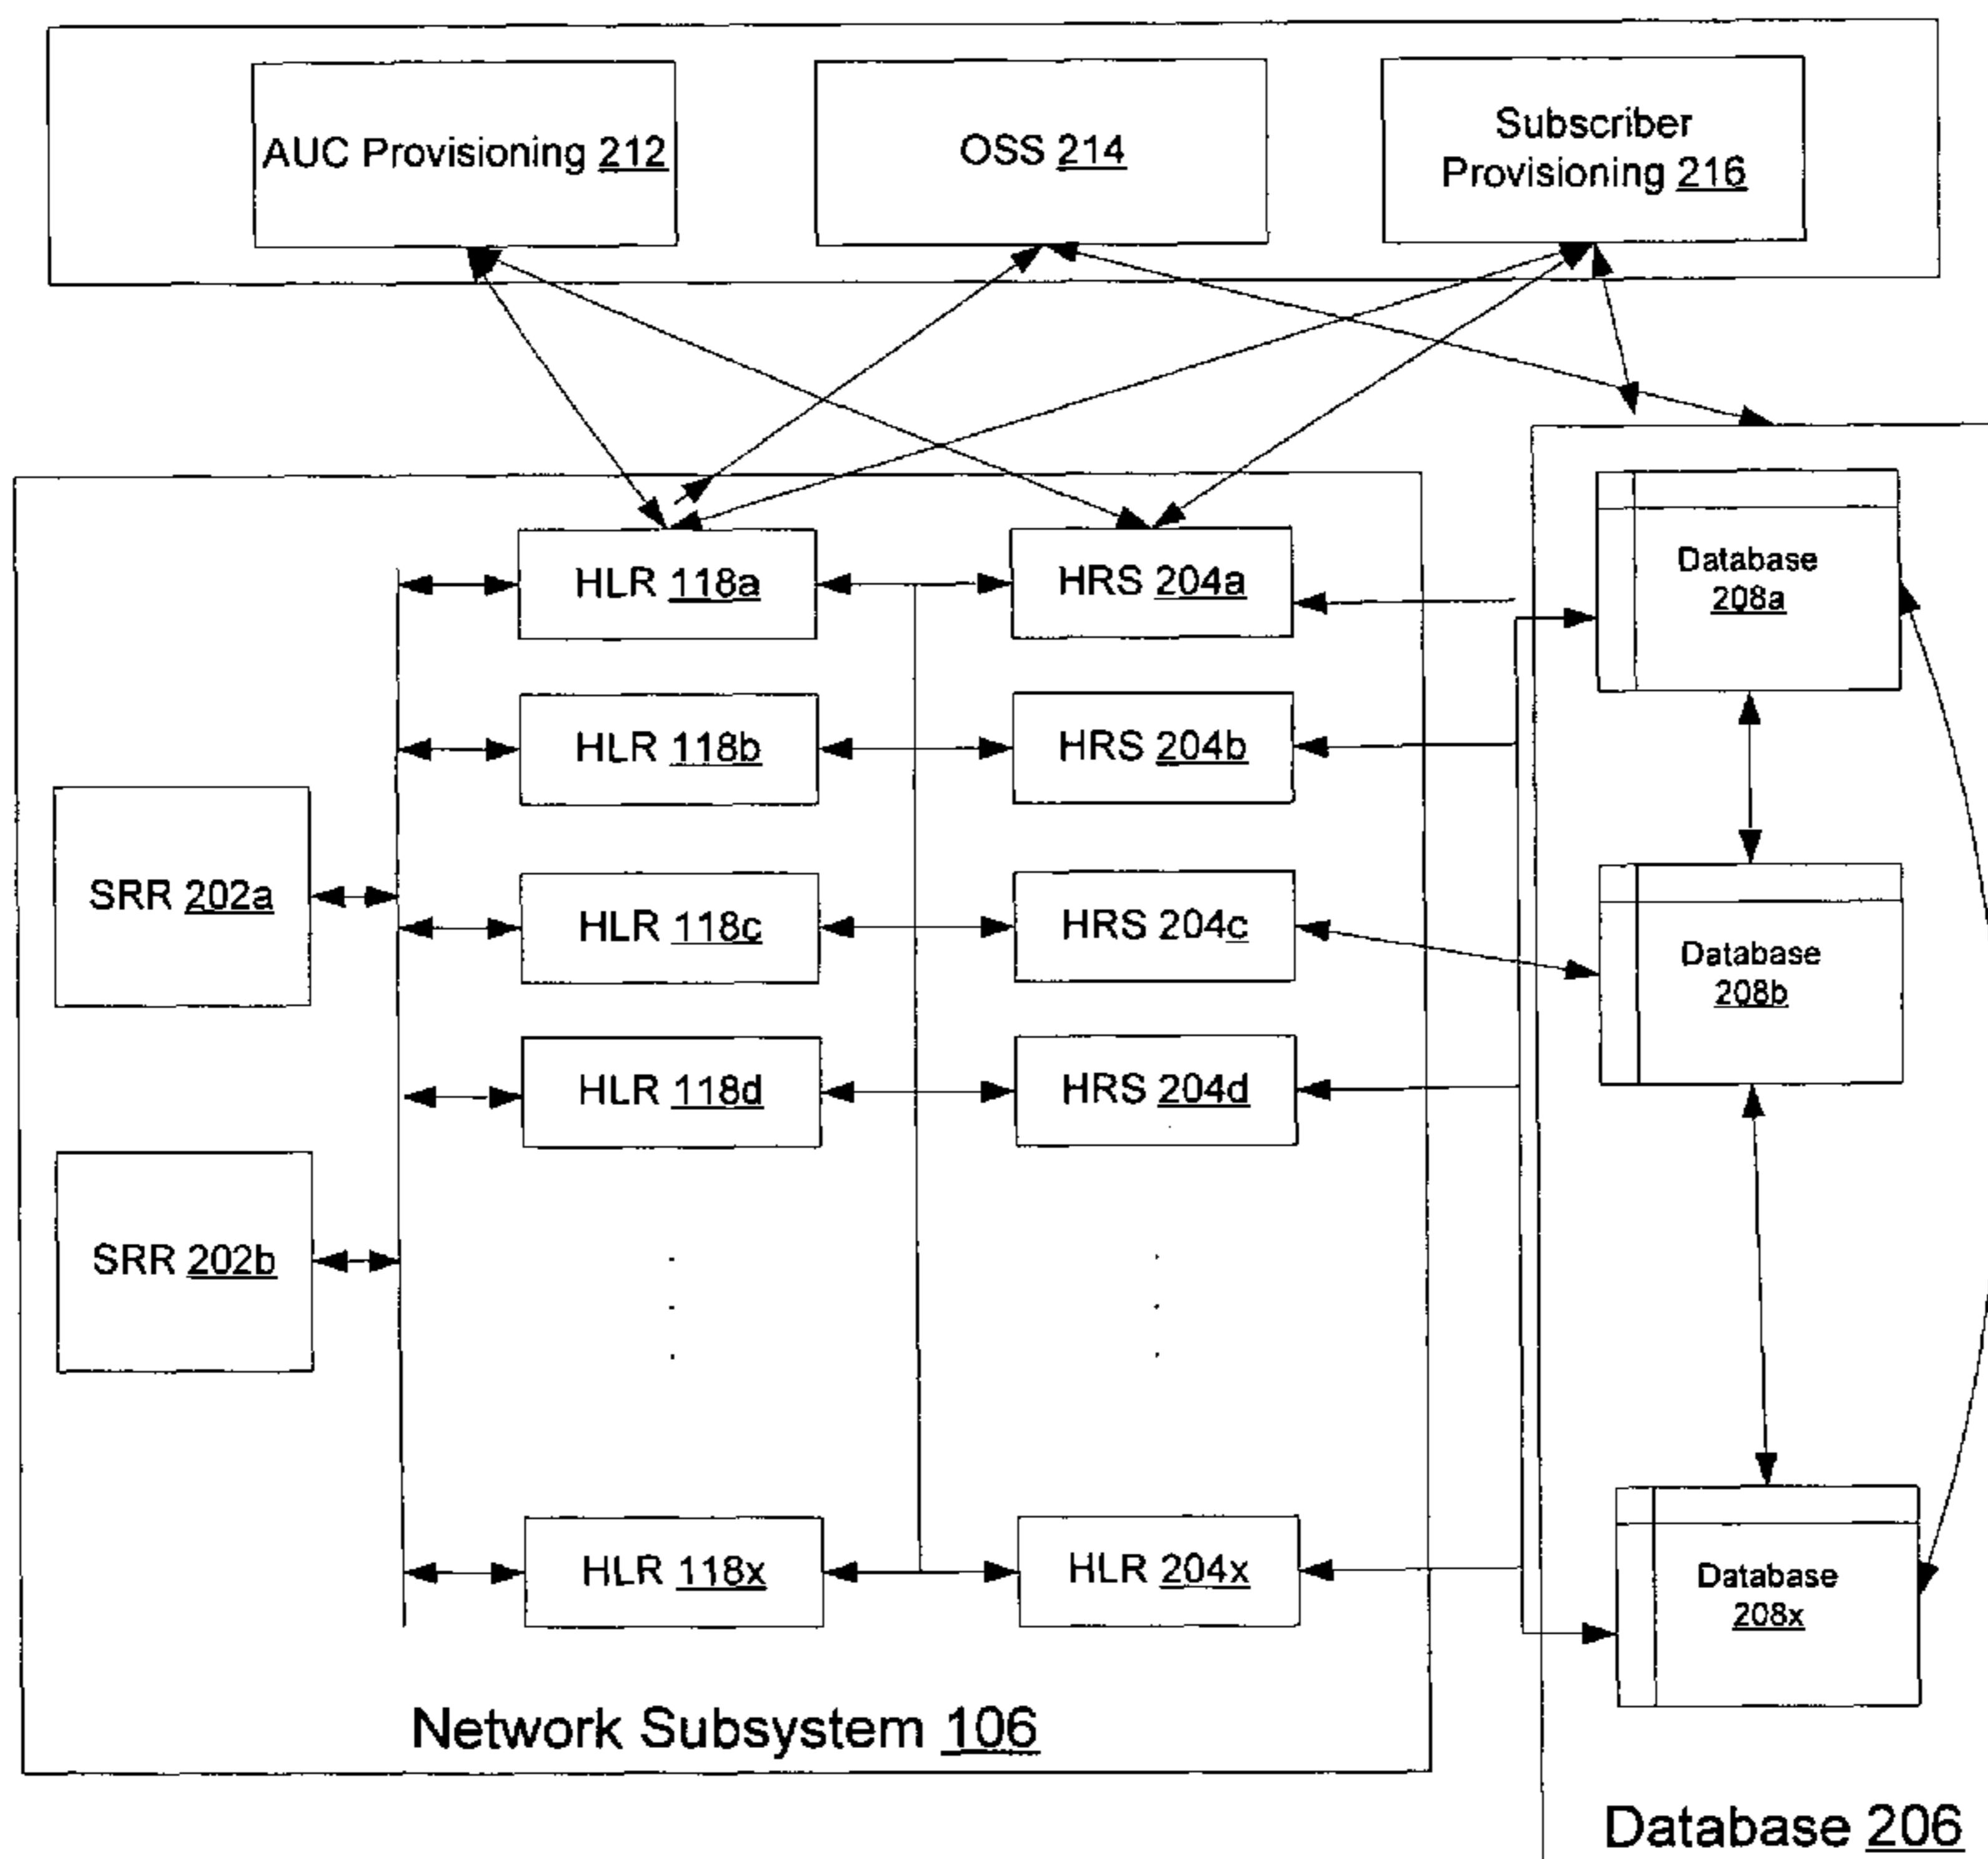 AUC Provisioning 212
OSS 214
Subscriber
Provisioning 216
HLR 118a
HRS 204a
Database
208a
HLR 118b
HRS 204b
SRR 202a
HLR 118c
HRS 204c
Database
208b
HLR 118d
HRS 204d
SRR 202b
HLR 118x
HLR 204x
Database
208x
Network Subsystem 106
Database 206